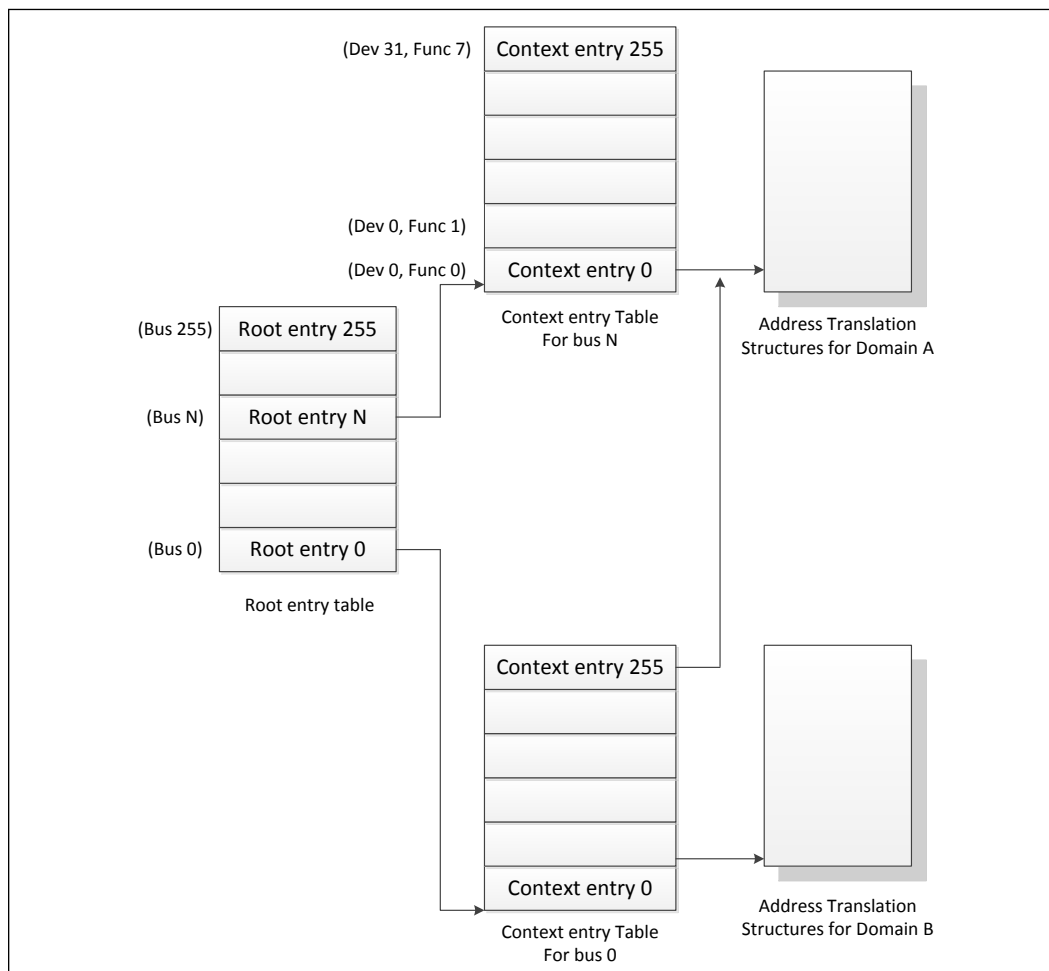 (Dev 31, Func 7)
Context entry 255
(Dev 0, Func 1)
(Dev 0, Func 0)
Context entry 0
Context entry Table
For bus N
Address Translation
Structures for Domain A
(Bus 255)
Root entry 255
(Bus N)
Root entry N
(Bus 0)
Root entry 0
Root entry table
Context entry 255
Context entry 0
Context entry Table
For bus 0
Address Translation
Structures for Domain B